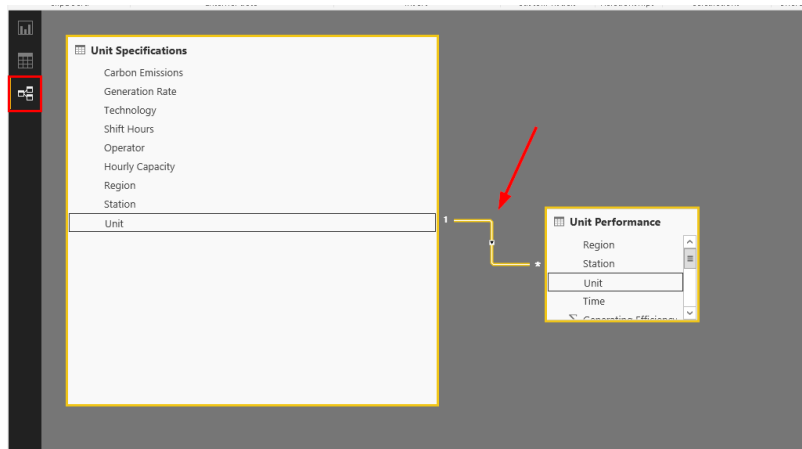 Unit Specifications
Carbon Emissions
Generation Rate
Technology
Shift Hours
Operator
Hourly Capacity
Region
Station
Unit
1
*
Unit Performance
Region
Station
Unit
Time